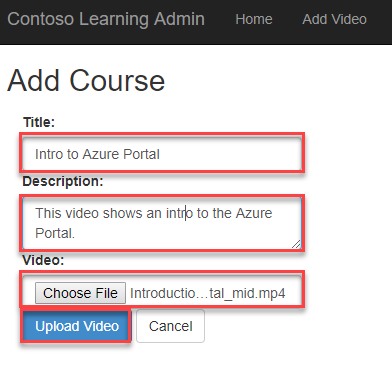 Contoso Learning Admin Home Add Video
Add Course
Title:
Intro to Azure Portal
Description:
This video shows an intro to the Azure
Portal.
Video:
Choose File Introductio…tal_mid.mp4
Upload Video Cancel